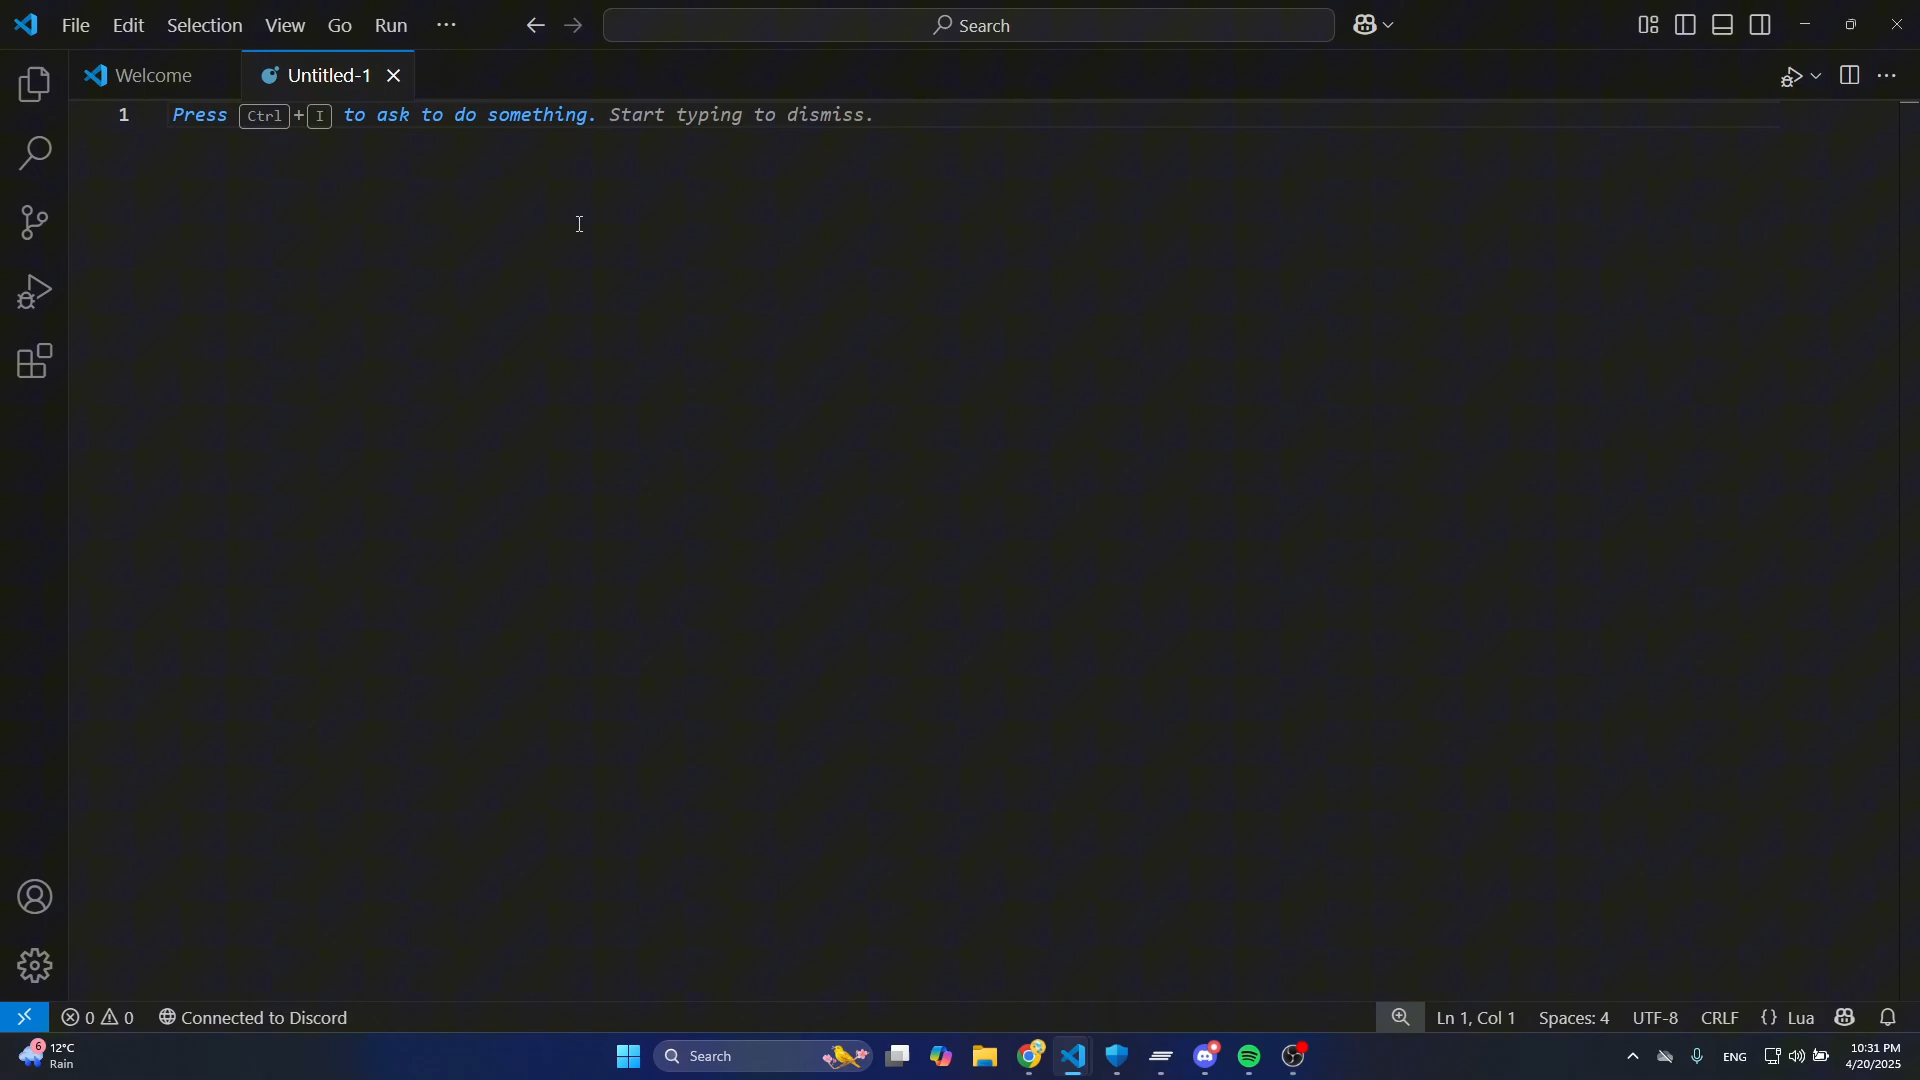 File Edit Selection View Go Run ··· Search
Welcome Untitled-1
1 Press Ctrl+I to ask to do something. Start typing to dismiss.
0 0 Connected to Discord Ln 1, Col 1 Spaces: 4 UTF-8 CRLF {} Lua
6 12°C Search ENG 10:31 PM
Rain 4/20/2025